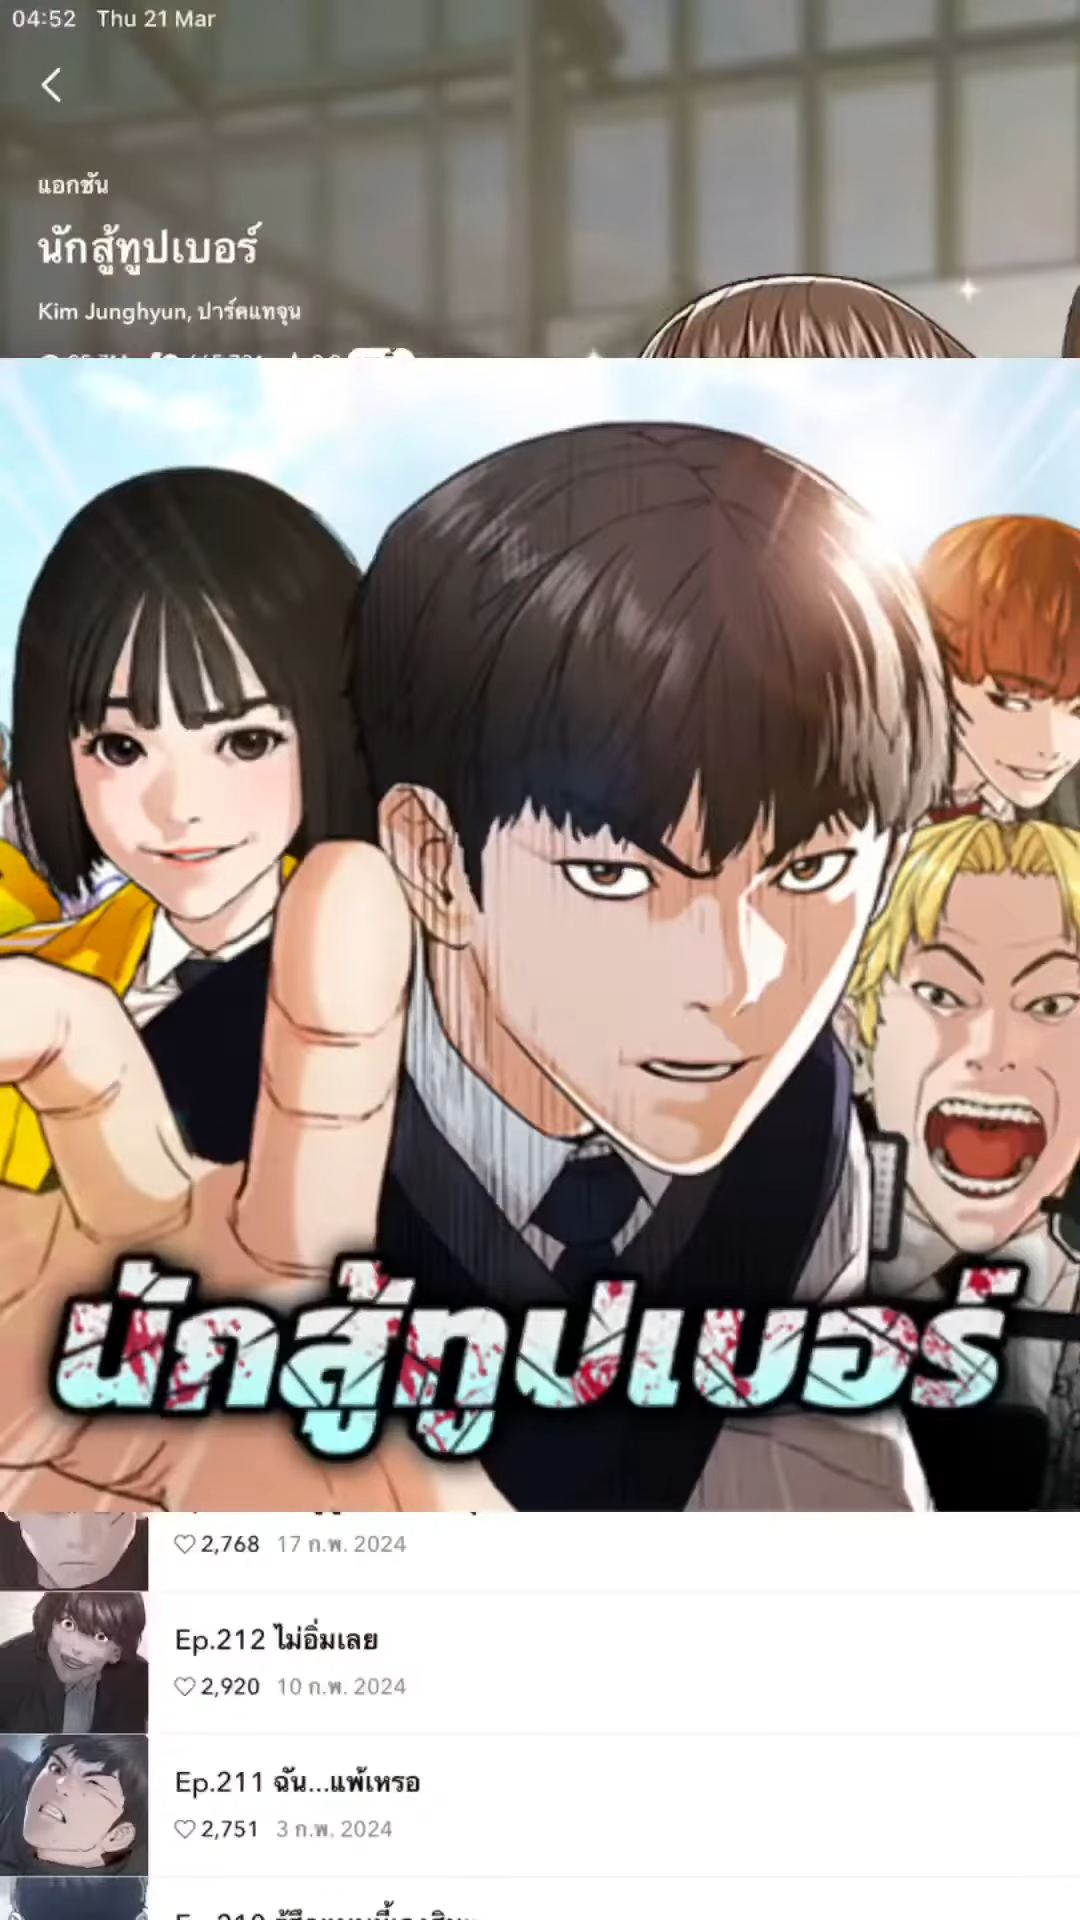 04:52 Thu 21 Mar
แอกชัน
นักสู้ทูปเบอร์
Kim Junghyun, ปาร์คแทจุน
นักสู้ทูปเบอร์
2,768 17 ก.พ. 2024
Ep.212 ไม่อิ่มเลย
2,920 10 ก.พ. 2024
Ep.211 ฉัน...แพ้เหรอ
2,751 3 ก.พ. 2024